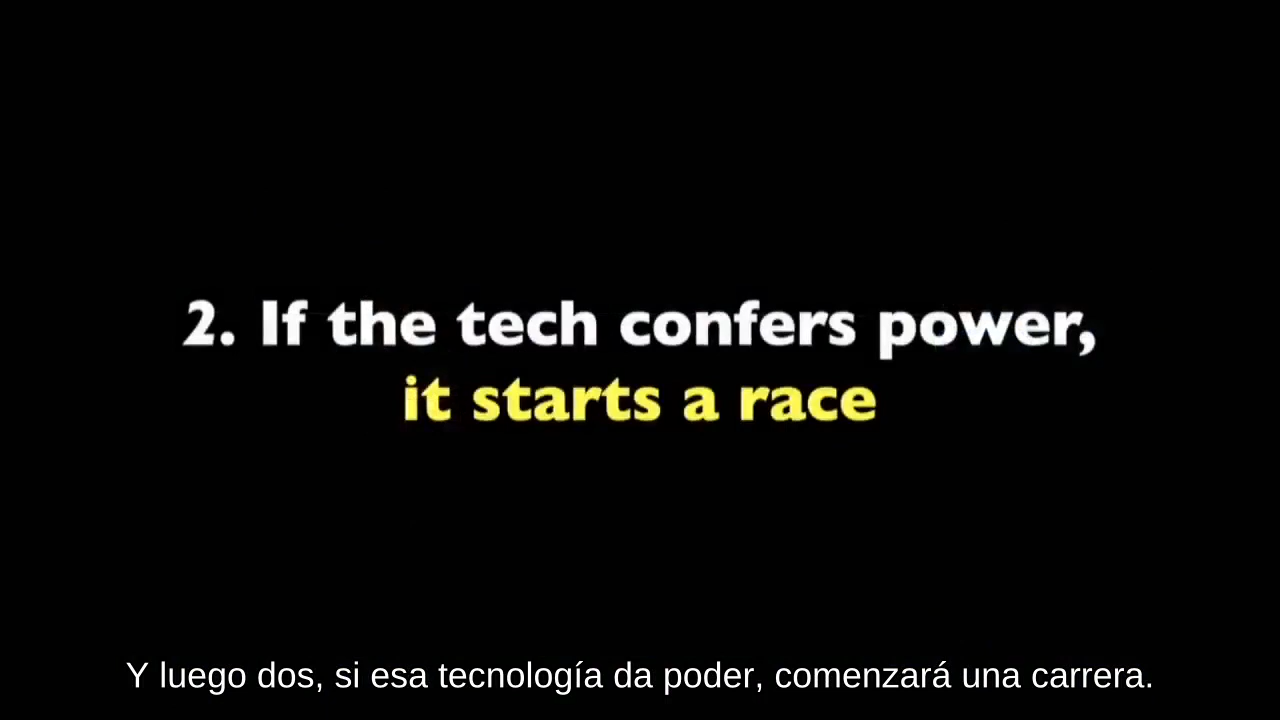 2. If the tech confers power,
it starts a race
Y luego dos, si esa tecnología da poder, comenzará una carrera.